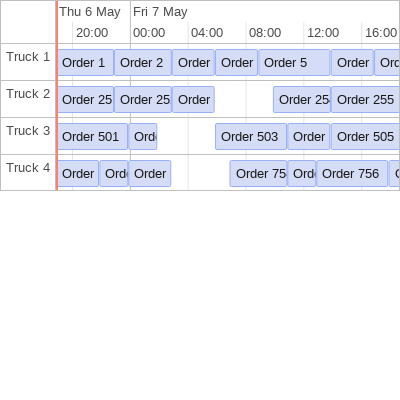 Thu 6 May Fri 7 May
20:00 00:00 04:00 08:00 12:00 16:00
Truck 1 Order 1 Order 2 Order Order Order 5 Order Ord
Truck 2 Order 25 Order 25 Order Order 25 Order 255
Truck 3 Order 501 Ord Order 503 Order Order 505
Truck 4 Order Ord Order Order 75 Ord Order 756